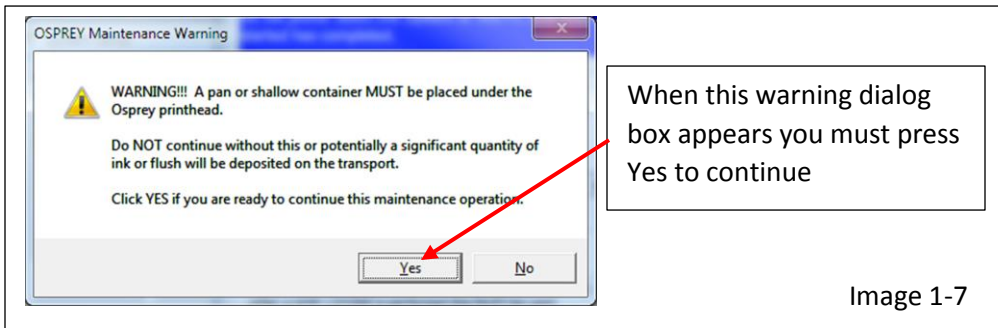 OSPREY Maintenance Warning
WARNING!!! A pan or shallow container MUST be placed under the
Osprey printhead.
Do NOT continue without this or potentially a significant quantity of
ink or flush will be deposited on the transport.
Click YES if you are ready to continue this maintenance operation.
Yes
No
When this warning dialog
box appears you must press
Yes to continue
Image 1-7